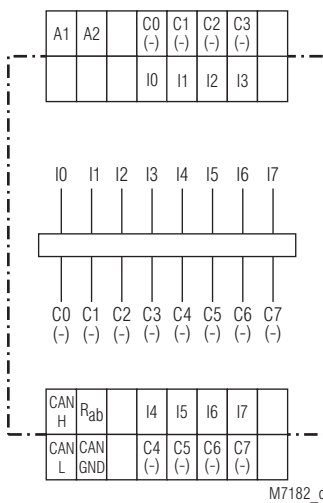 A1 A2 C0 C1 C2 C3
(-) (-) (-) (-)
I0 I1 I2 I3
I0 I1 I2 I3 I4 I5 I6 I7
C0 C1 C2 C3 C4 C5 C6 C7
(-) (-) (-) (-) (-) (-) (-) (-)
CAN H Rab I4 I5 I6 I7
CAN L CAN GND C4 C5 C6 C7
(-) (-) (-) (-)